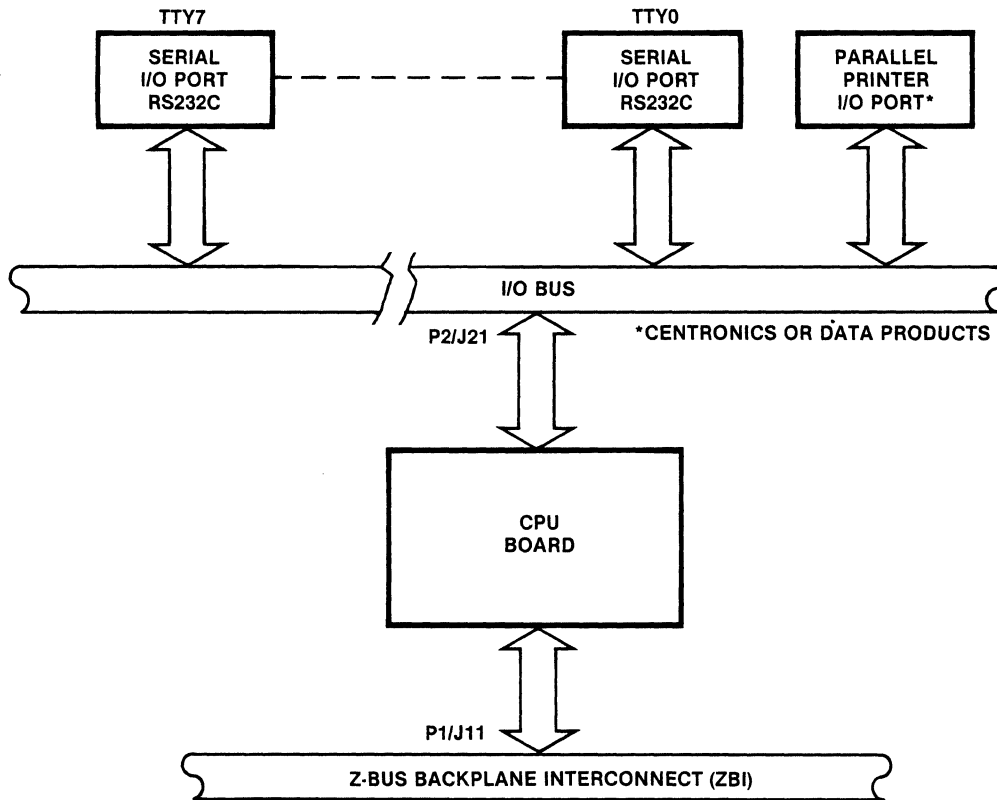 TTY7
TTY0
SERIAL
I/O PORT
RS232C
SERIAL
I/O PORT
RS232C
PARALLEL
PRINTER
I/O PORT*
I/O BUS
P2/J21
*CENTRONICS OR DATA PRODUCTS
CPU
BOARD
P1/J11
Z-BUS BACKPLANE INTERCONNECT (ZBI)